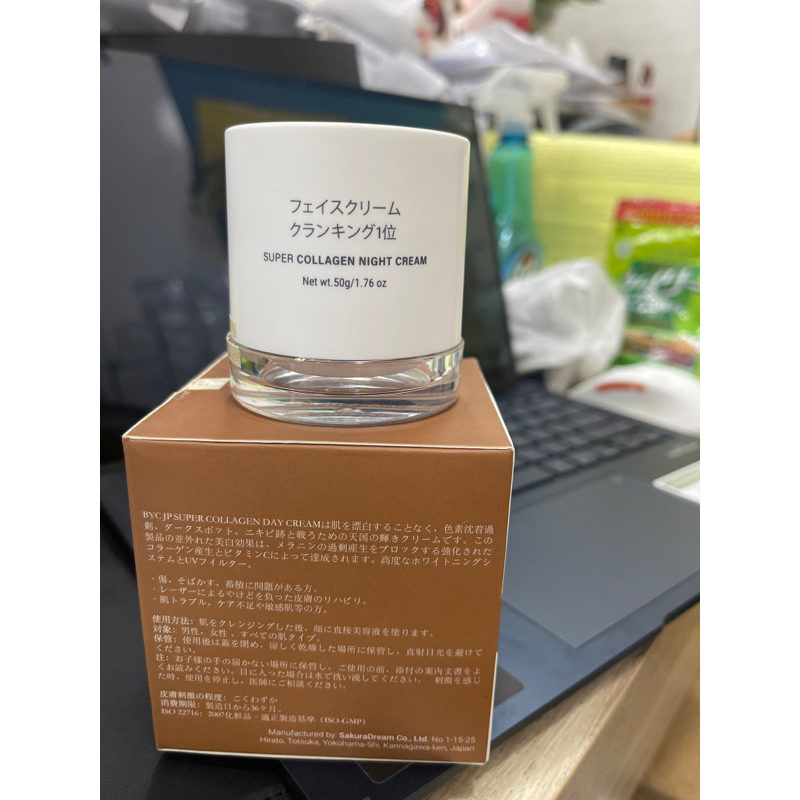 フェイスクリーム
クランキング1位
SUPER COLLAGEN NIGHT CREAM
Net wt.50g/1.76 oz
BYC JP SUPER COLLAGEN DAY CREAMは肌を漂白することなく、色素沈着過
剰、ダークスポット、ニキビ跡と戦うための天国の輝きクリームです。この
製品の並外れた美白効果は、メラニンの過剰産生をブロックする強化された
コラーゲン産生とビタミンCによって達成されます。高度なホワイトニングシ
ステムとUVフィルター。
・傷、そばかす、蓄積に問題がある方。
・レーザーによるやけどを負った皮膚のリハビリ。
・肌トラブル、ケア不足や敏感肌等の方。
使用方法: 肌をクレンジングした後、顔に直接美容液を塗ります。
対象: 男性、女性 、すべての肌タイプ。
保管: 使用後は蓋を閉め、涼しく乾燥した場所に保管し、直射日光を避けて
ください。
注: お子様の手の届かない場所に保管し、ご使用の前、添付の案内文書をよ
くお読みください。目に入った場合は水で洗い流してください。 刺激を感じ
た時、使用を停止し、医師にご相談ください。
皮膚刺激の程度: ごくわずか
消費期限: 製造日から36ケ月。
ISO 22716: 2007化粧品 - 適正製造基準 (ISO-GMP)
Manufactured by: SakuraDream Co., Ltd. No.1-15-25
Hirato, Totsuka, Yokohama-Shi, Kannagawa-ken, Japan